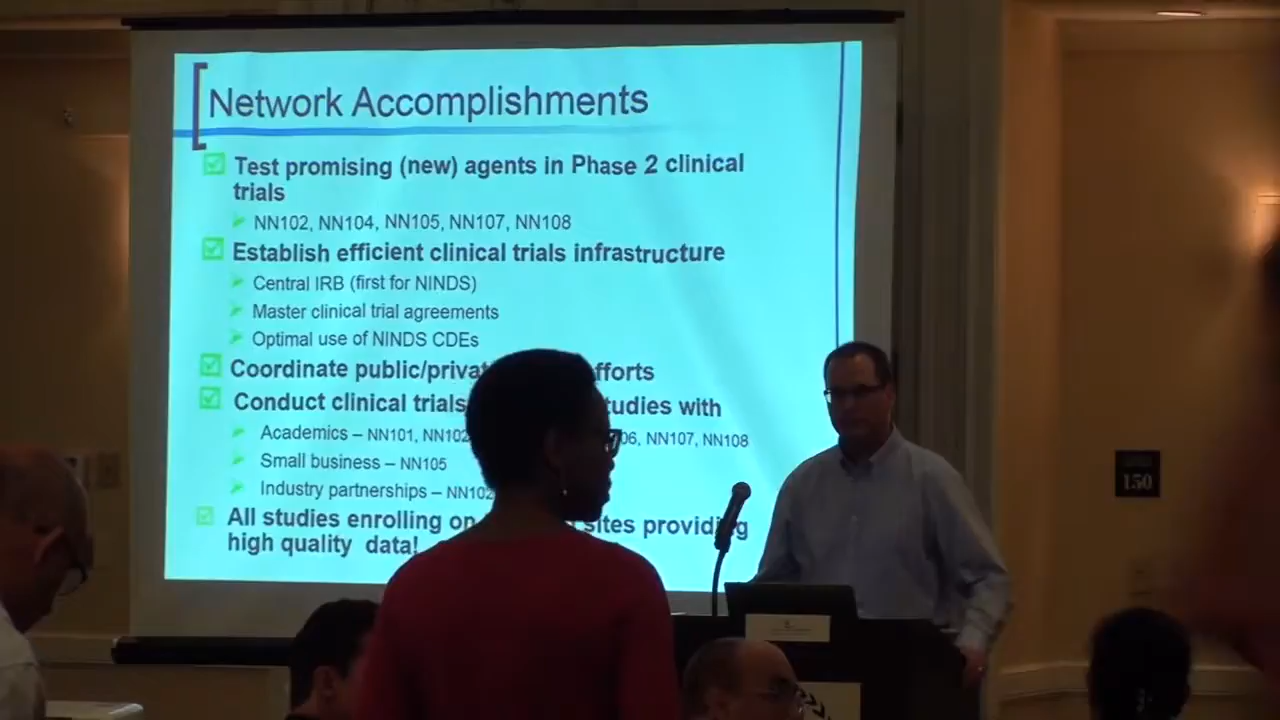 Network Accomplishments
Test promising (new) agents in Phase 2 clinical
trials
NN102, NN104, NN105, NN107, NN108
Establish efficient clinical trials infrastructure
Central IRB (first for NINDS)
Master clinical trial agreements
Optimal use of NINDS CDEs
Coordinate public/privat fforts
Conduct clinical trials tudies with
Academics – NN101, NN102 06, NN107, NN108
Small business – NN105
Industry partnerships – NN102
All studies enrolling on sites providing
high quality data!
150